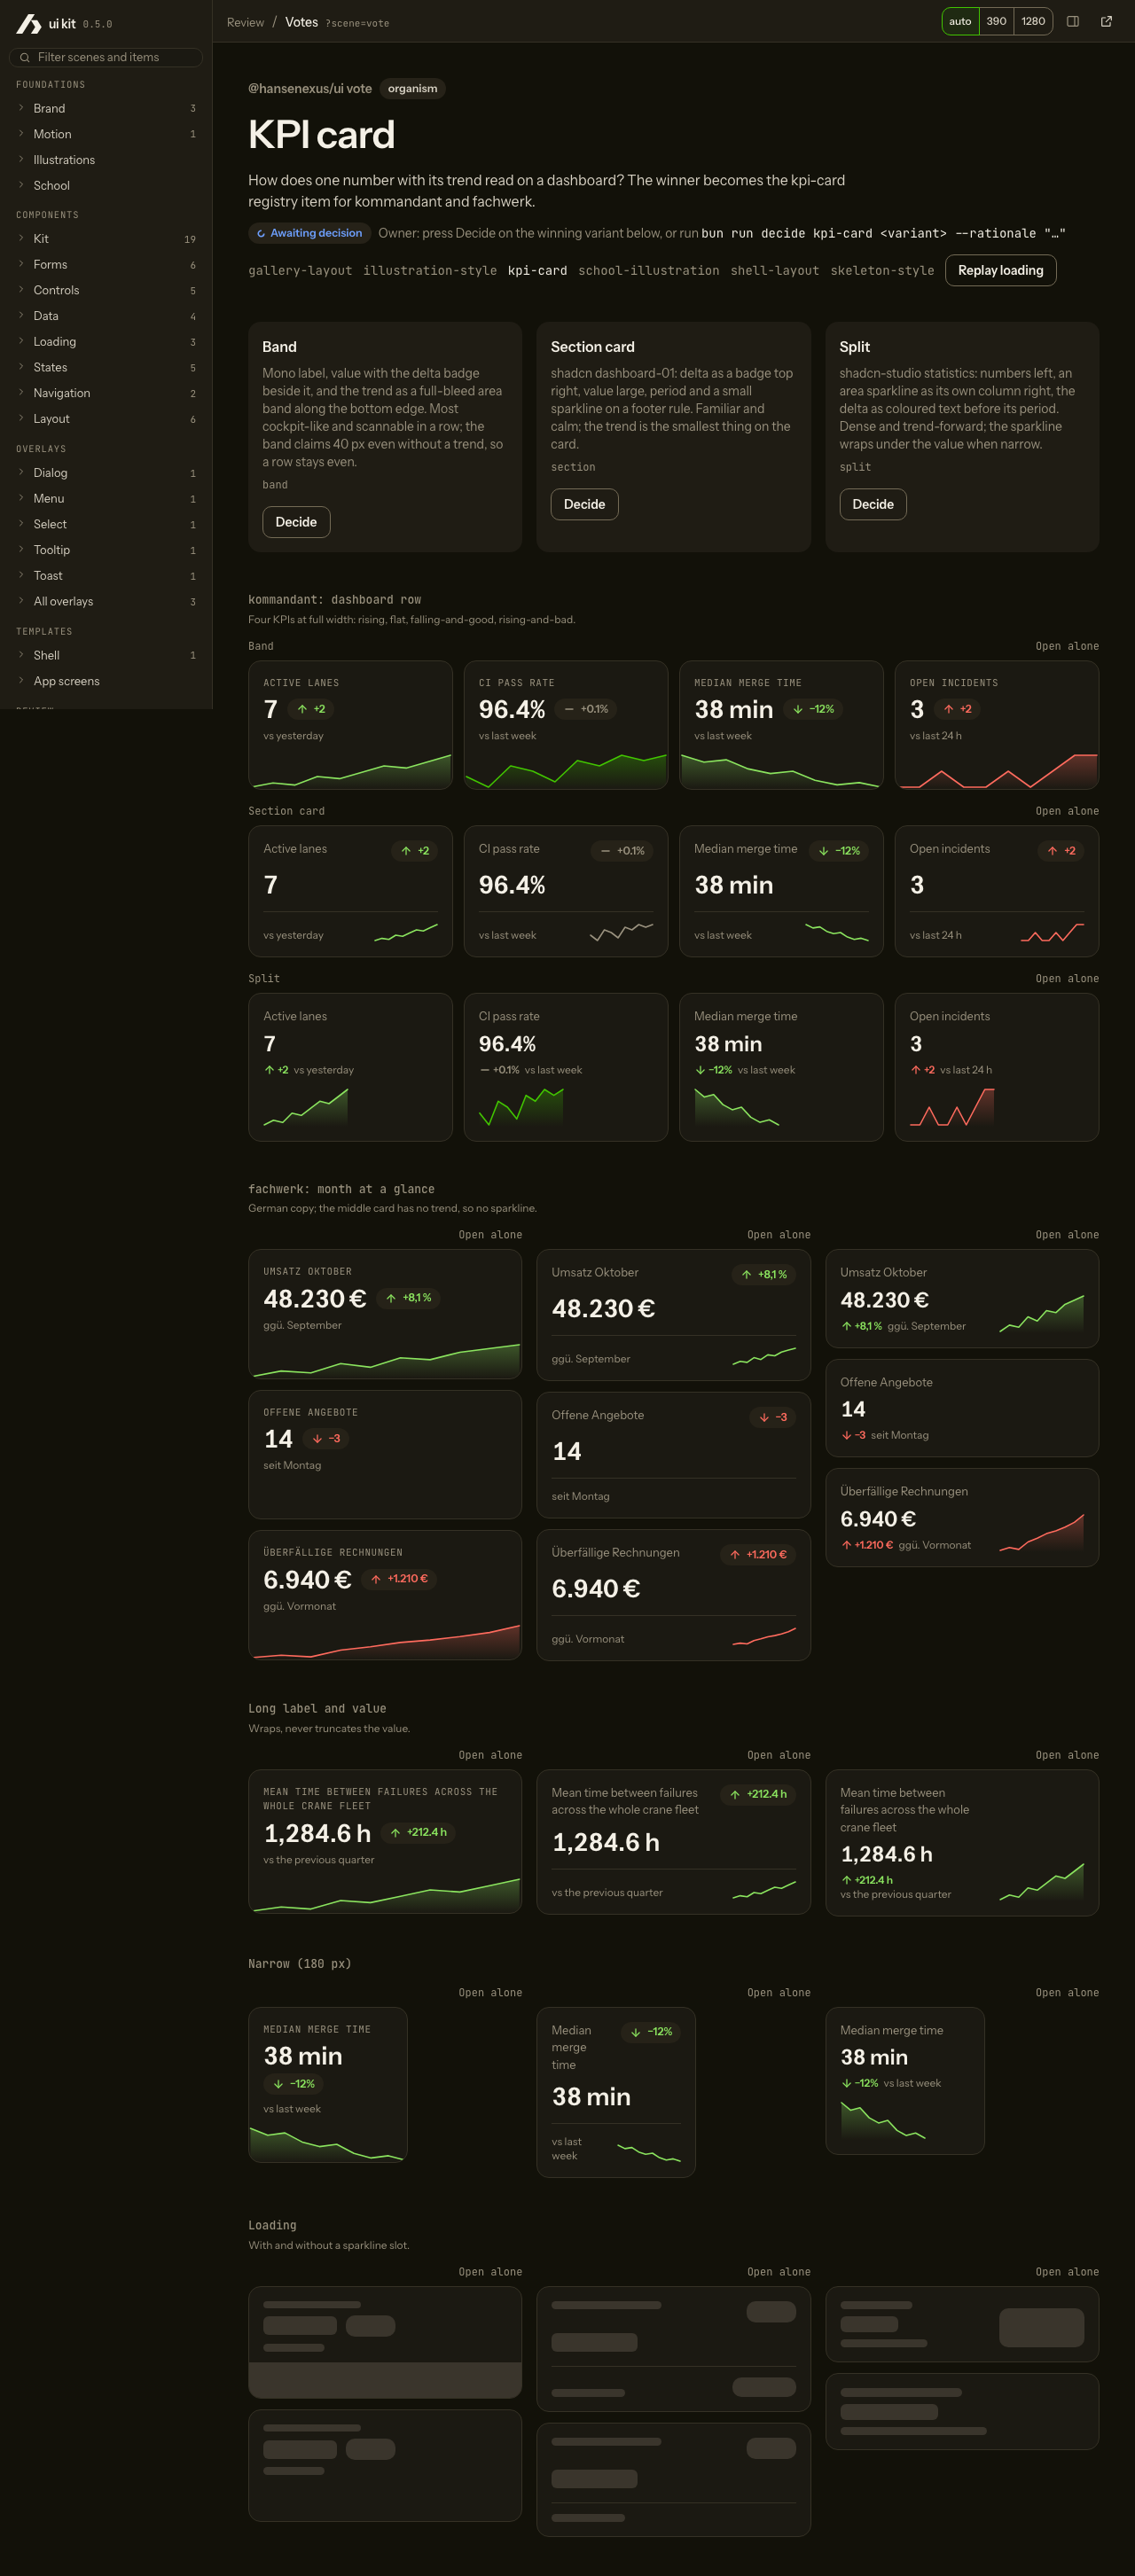 ui kit 0.5.0
Filter scenes and items
FOUNDATIONS
Brand 3
Motion 1
Illustrations
School
COMPONENTS
Kit 19
Forms 6
Controls 5
Data 4
Loading 3
States 5
Navigation 2
Layout 6
OVERLAYS
Dialog 1
Menu 1
Select 1
Tooltip 1
Toast 1
All overlays 3
TEMPLATES
Shell 1
App screens
Review / Votes ?scene=vote
auto 390 1280
@hansenexus/ui vote organism
KPI card
How does one number with its trend read on a dashboard? The winner becomes the kpi-card
registry item for kommandant and fachwerk.
Awaiting decision Owner: press Decide on the winning variant below, or run bun run decide kpi-card <variant> --rationale "…"
gallery-layout illustration-style kpi-card school-illustration shell-layout skeleton-style Replay loading
Band
Mono label, value with the delta badge
beside it, and the trend as a full-bleed area
band along the bottom edge. Most
cockpit-like and scannable in a row; the
band claims 40 px even without a trend, so
a row stays even.
band
Decide
Section card
shadcn dashboard-01: delta as a badge top
right, value large, period and a small
sparkline on a footer rule. Familiar and
calm; the trend is the smallest thing on the
card.
section
Decide
Split
shadcn-studio statistics: numbers left, an
area sparkline as its own column right, the
delta as coloured text before its period.
Dense and trend-forward; the sparkline
wraps under the value when narrow.
split
Decide
kommandant: dashboard row
Four KPIs at full width: rising, flat, falling-and-good, rising-and-bad.
Band Open alone
ACTIVE LANES
7 ↑ +2
vs yesterday
CI PASS RATE
96.4% — +0.1%
vs last week
MEDIAN MERGE TIME
38 min ↓ −12%
vs last week
OPEN INCIDENTS
3 ↑ +2
vs last 24 h
Section card Open alone
Active lanes ↑ +2
7
vs yesterday
CI pass rate — +0.1%
96.4%
vs last week
Median merge time ↓ −12%
38 min
vs last week
Open incidents ↑ +2
3
vs last 24 h
Split Open alone
Active lanes
7
↑ +2 vs yesterday
CI pass rate
96.4%
— +0.1% vs last week
Median merge time
38 min
↓ −12% vs last week
Open incidents
3
↑ +2 vs last 24 h
fachwerk: month at a glance
German copy; the middle card has no trend, so no sparkline.
Open alone
UMSATZ OKTOBER
48.230 € ↑ +8,1 %
ggü. September
OFFENE ANGEBOTE
14 ↓ −3
seit Montag
ÜBERFÄLLIGE RECHNUNGEN
6.940 € ↑ +1.210 €
ggü. Vormonat
Open alone
Umsatz Oktober ↑ +8,1 %
48.230 €
ggü. September
Offene Angebote ↓ −3
14
seit Montag
Überfällige Rechnungen ↑ +1.210 €
6.940 €
ggü. Vormonat
Open alone
Umsatz Oktober
48.230 €
↑ +8,1 % ggü. September
Offene Angebote
14
↓ −3 seit Montag
Überfällige Rechnungen
6.940 €
↑ +1.210 € ggü. Vormonat
Long label and value
Wraps, never truncates the value.
Open alone
MEAN TIME BETWEEN FAILURES ACROSS THE
WHOLE CRANE FLEET
1,284.6 h ↑ +212.4 h
vs the previous quarter
Open alone
Mean time between failures
across the whole crane fleet ↑ +212.4 h
1,284.6 h
vs the previous quarter
Open alone
Mean time between
failures across the whole
crane fleet
1,284.6 h
↑ +212.4 h
vs the previous quarter
Narrow (180 px)
Open alone
MEDIAN MERGE TIME
38 min
↓ −12%
vs last week
Open alone
Median
merge
time ↓ −12%
38 min
vs last
week
Open alone
Median merge time
38 min
↓ −12% vs last week
Loading
With and without a sparkline slot.
Open alone
Open alone
Open alone